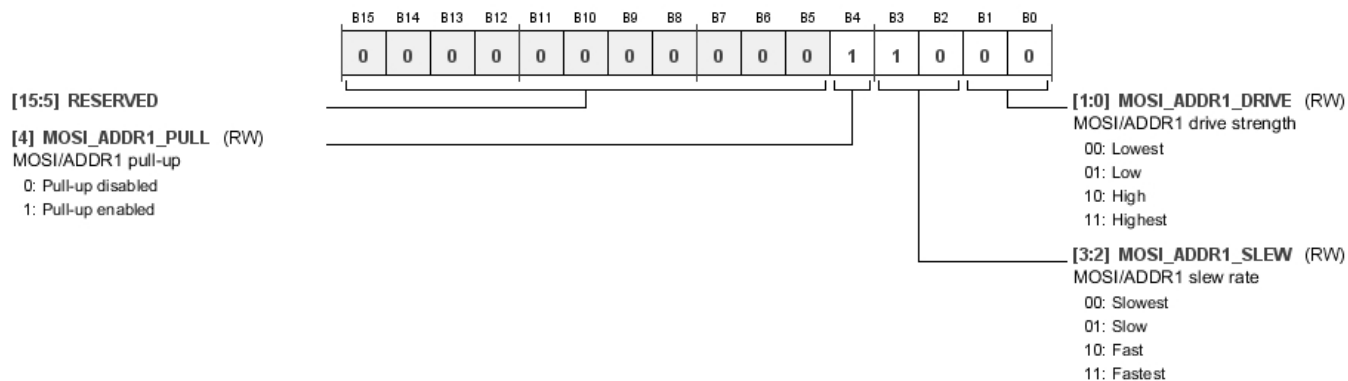 B15 B14 B13 B12 B11 B10 B9 B8 B7 B6 B5 B4 B3 B2 B1 B0
0 0 0 0 0 0 0 0 0 0 0 1 1 0 0 0
[15:5] RESERVED
[4] MOSI_ADDR1_PULL (RW)
MOSI/ADDR1 pull-up
0: Pull-up disabled
1: Pull-up enabled
[1:0] MOSI_ADDR1_DRIVE (RW)
MOSI/ADDR1 drive strength
00: Lowest
01: Low
10: High
11: Highest
[3:2] MOSI_ADDR1_SLEW (RW)
MOSI/ADDR1 slew rate
00: Slowest
01: Slow
10: Fast
11: Fastest